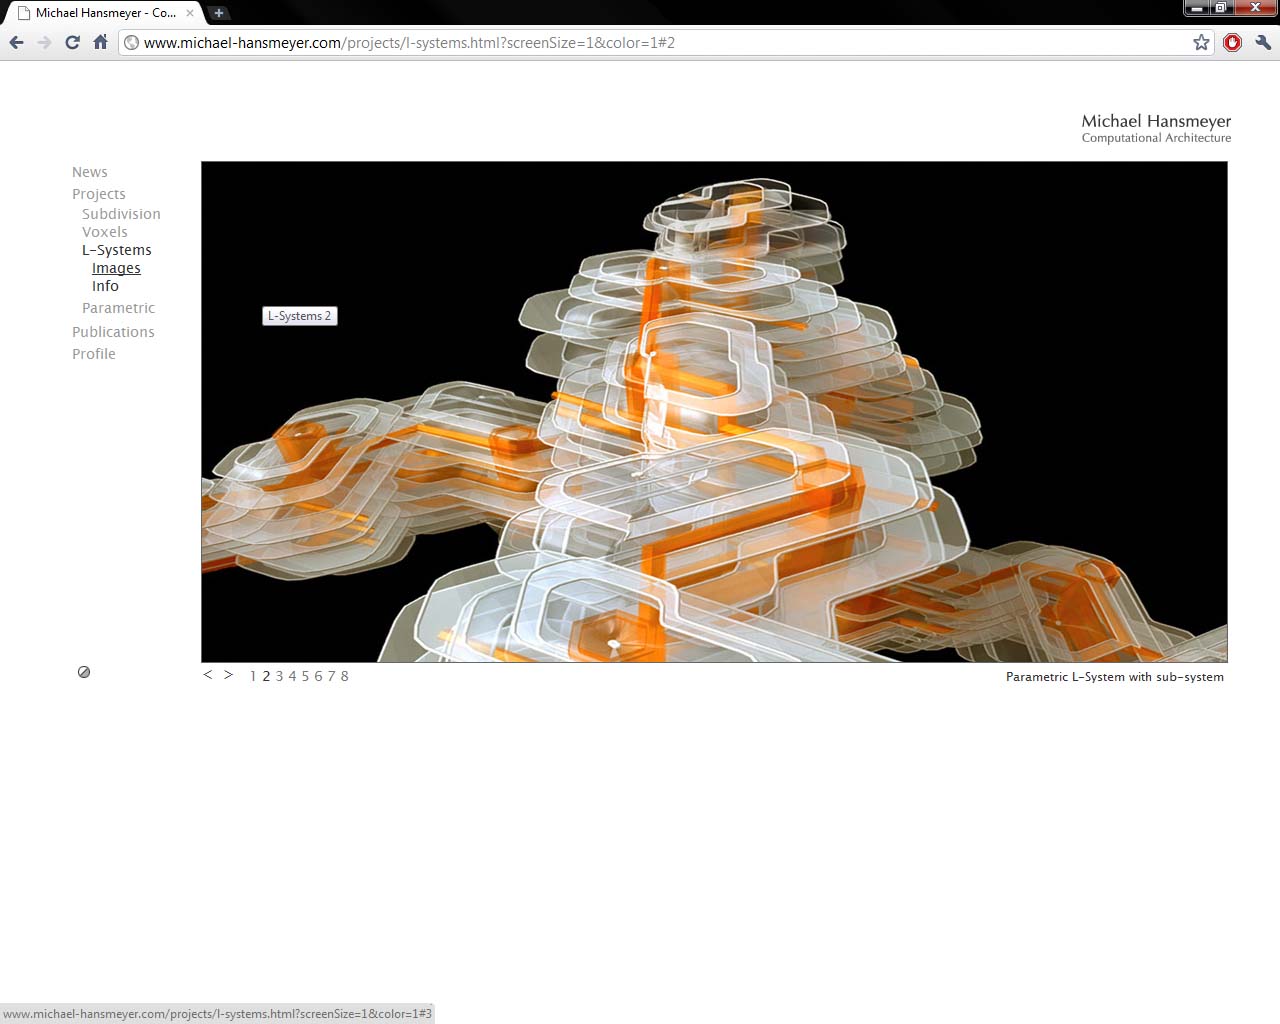 Michael Hansmeyer - Co...
www.michael-hansmeyer.com/projects/l-systems.html?screenSize=1&color=1#2
Michael Hansmeyer
Computational Architecture
News
Projects
Subdivision
Voxels
L-Systems
Images
Info
Parametric
Publications
Profile
L-Systems 2
< > 1 2 3 4 5 6 7 8
Parametric L-System with sub-system
www.michael-hansmeyer.com/projects/l-systems.html?screenSize=1&color=1#3